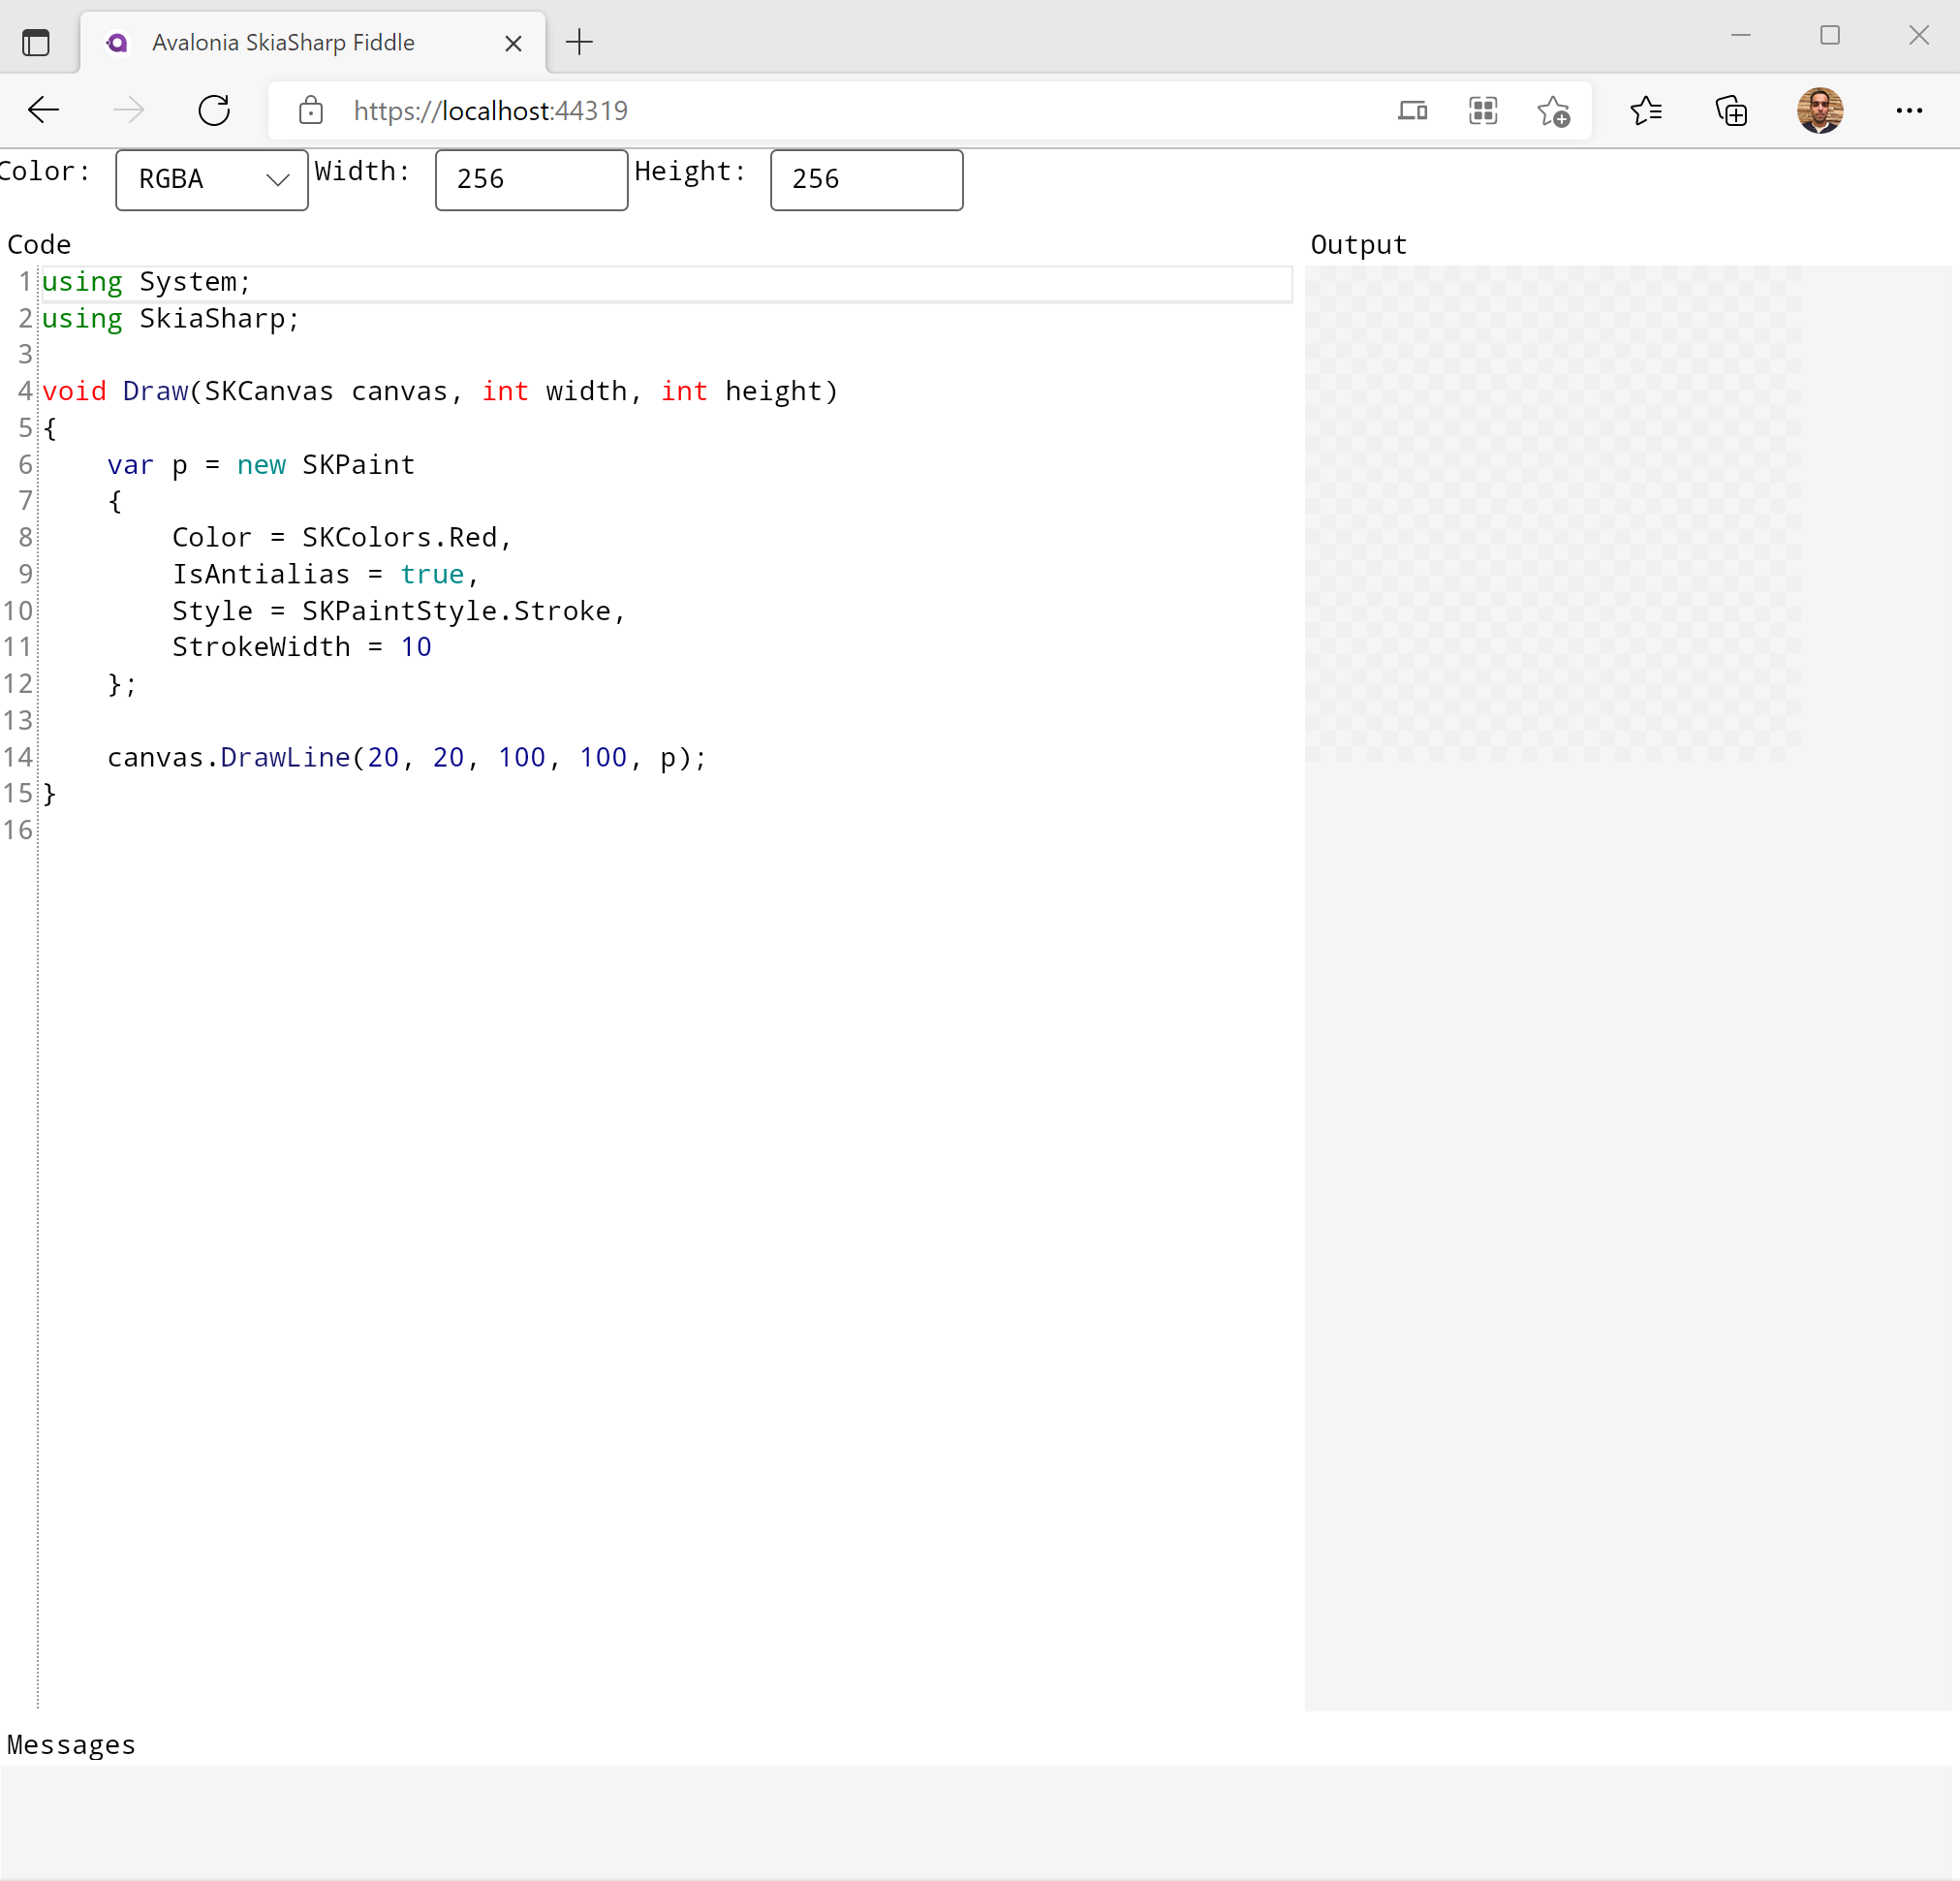 Avalonia SkiaSharp Fiddle
https://localhost:44319
Color: RGBA Width: 256 Height: 256
Code
Output
1 using System;
2 using SkiaSharp;
3
4 void Draw(SKCanvas canvas, int width, int height)
5 {
6     var p = new SKPaint
7     {
8         Color = SKColors.Red,
9         IsAntialias = true,
10         Style = SKPaintStyle.Stroke,
11         StrokeWidth = 10
12     };
13
14     canvas.DrawLine(20, 20, 100, 100, p);
15 }
16
Messages